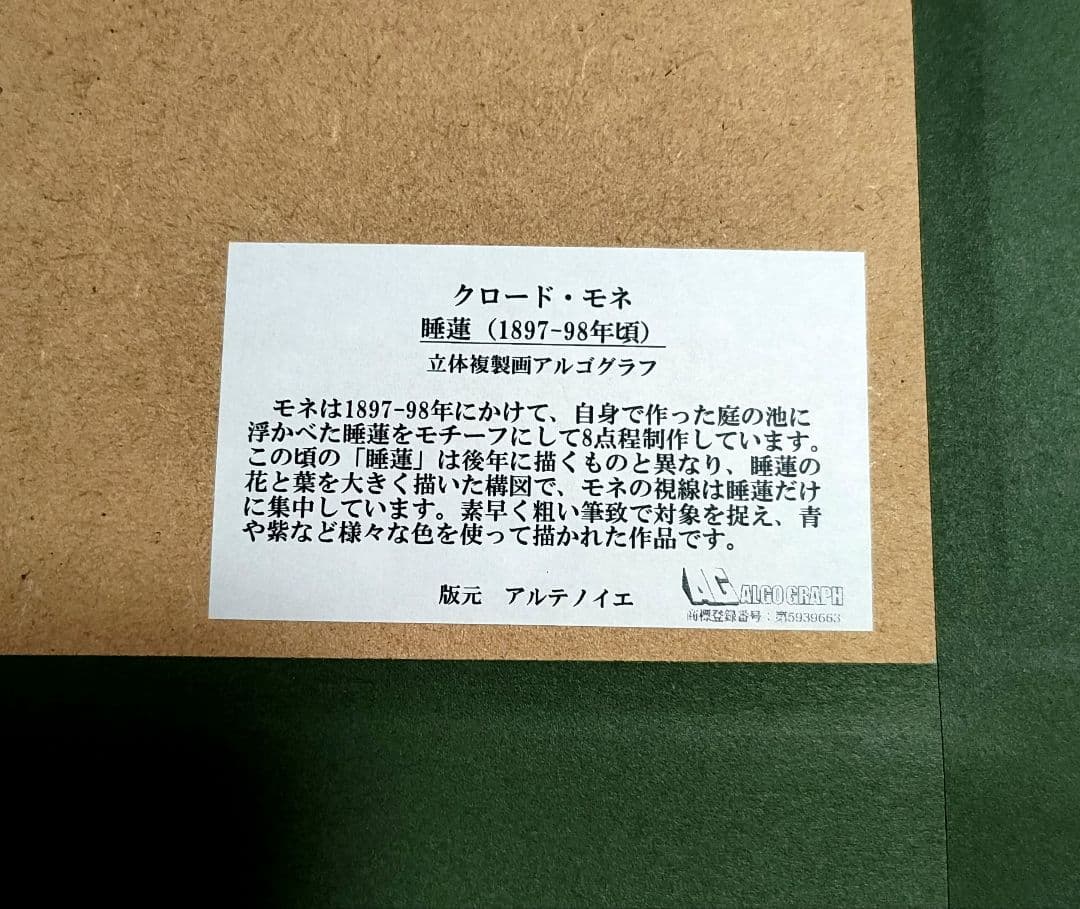 クロード・モネ
睡蓮（1897-98年頃）
立体複製画アルゴグラフ
モネは1897-98年にかけて、自身で作った庭の池に
浮かべた睡蓮をモチーフにして8点程制作しています。
この頃の「睡蓮」は後年に描くものと異なり、睡蓮の
花と葉を大きく描いた構図で、モネの視線は睡蓮だけ
に集中しています。素早く粗い筆致で対象を捉え、青
や紫など様々な色を使って描かれた作品です。
版元　アルテノイエ
AG ALGO GRAPH
商標登録番号：第5939663